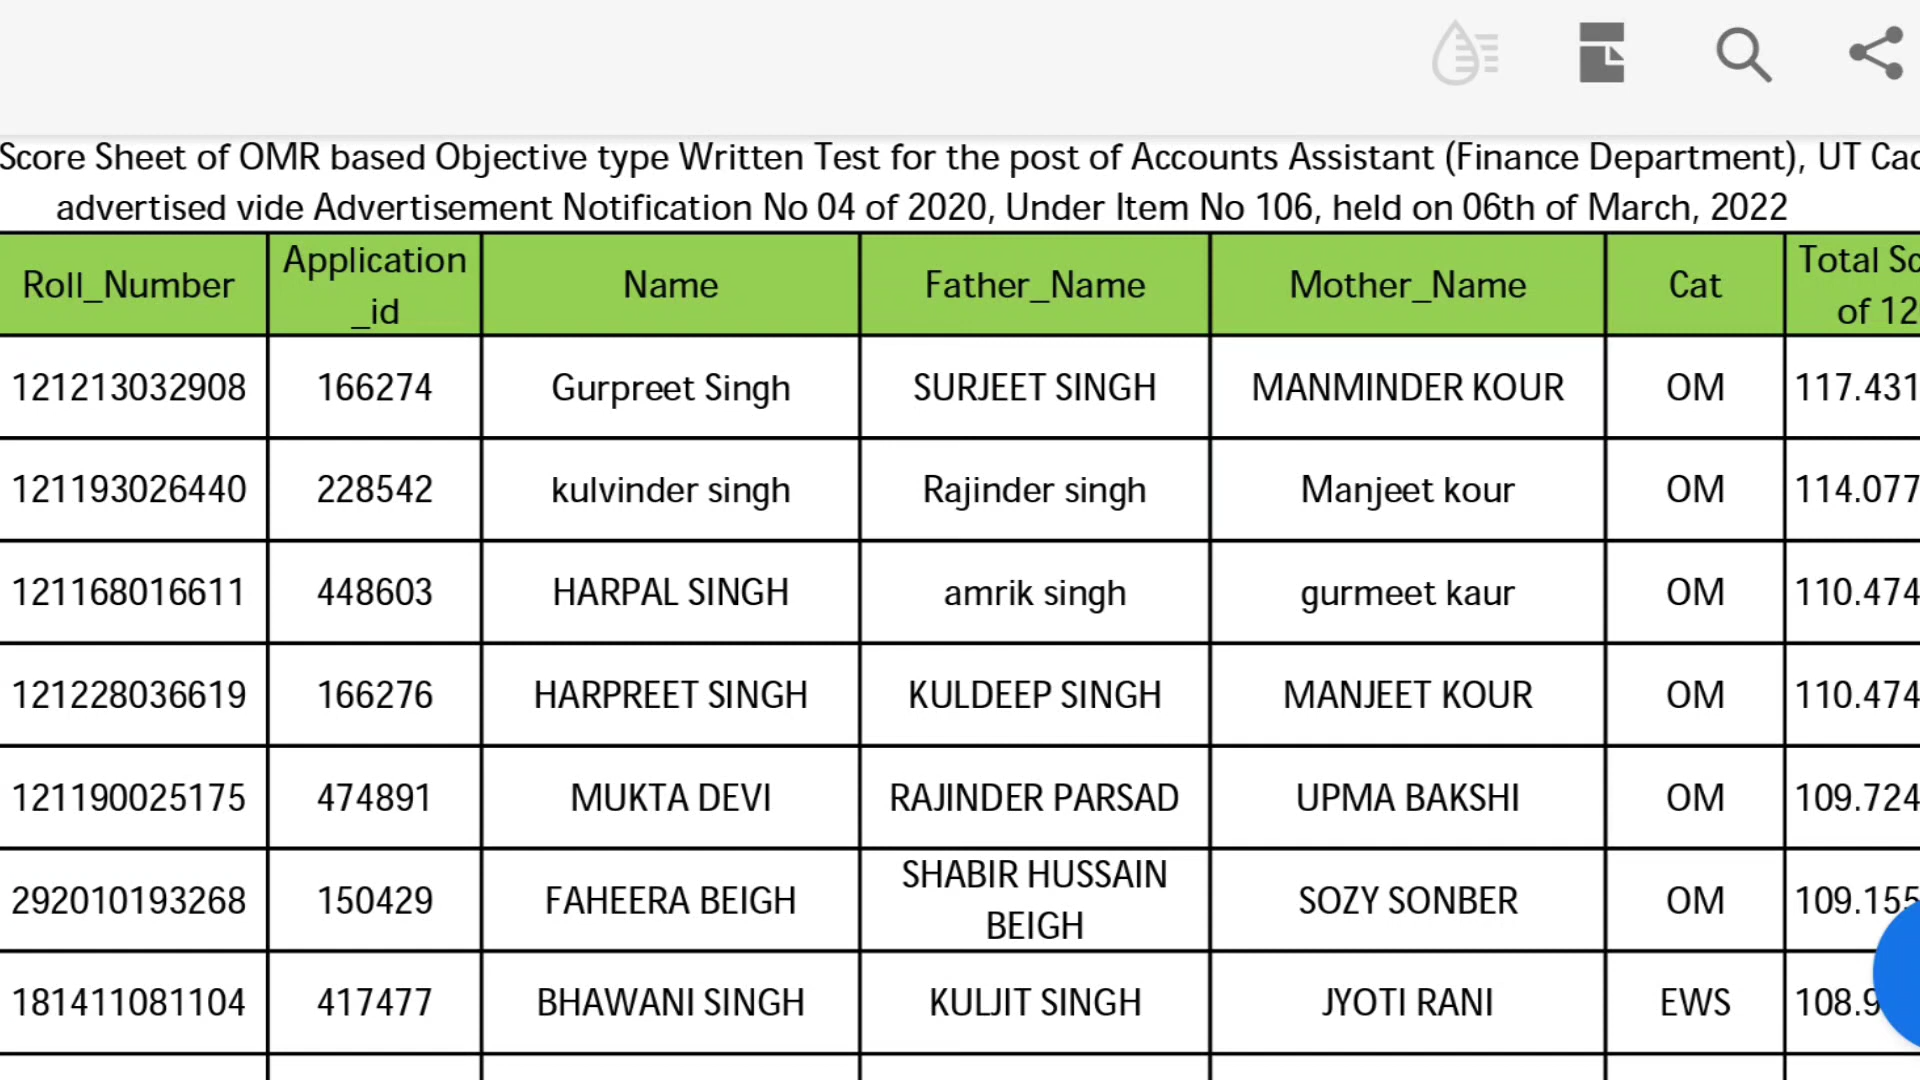 Score Sheet of OMR based Objective type Written Test for the post of Accounts Assistant (Finance Department), UT
advertised vide Advertisement Notification No 04 of 2020, Under Item No 106, held on 06th of March, 2022
Roll_Number Application_id Name Father_Name Mother_Name Cat Total
of 12
121213032908 166274 Gurpreet Singh SURJEET SINGH MANMINDER KOUR OM 117.431
121193026440 228542 kulvinder singh Rajinder singh Manjeet kour OM 114.077
121168016611 448603 HARPAL SINGH amrik singh gurmeet kaur OM 110.474
121228036619 166276 HARPREET SINGH KULDEEP SINGH MANJEET KOUR OM 110.474
121190025175 474891 MUKTA DEVI RAJINDER PARSAD UPMA BAKSHI OM 109.724
292010193268 150429 FAHEERA BEIGH SHABIR HUSSAIN BEIGH SOZY SONBER OM 109.155
181411081104 417477 BHAWANI SINGH KULJIT SINGH JYOTI RANI EWS 108.9